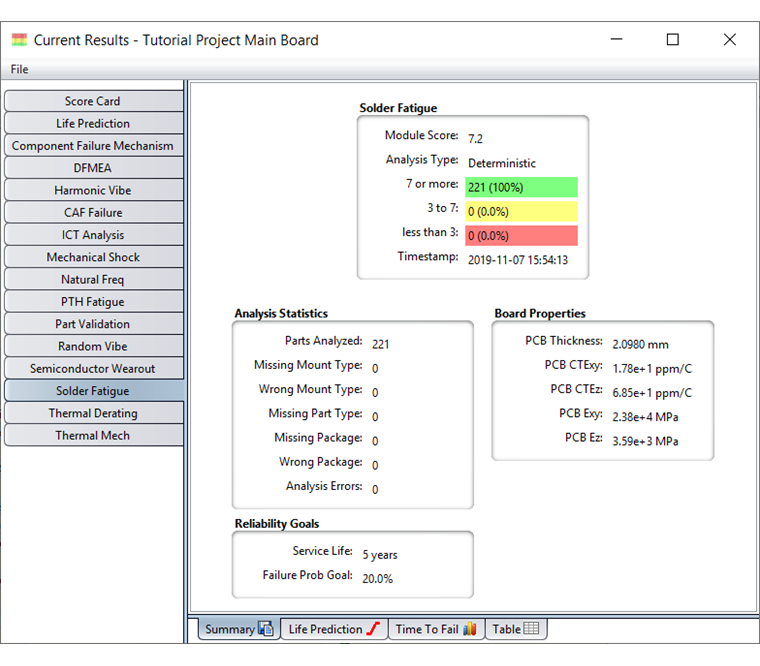 Current Results - Tutorial Project Main Board
File
Score Card
Life Prediction
Component Failure Mechanism
DFMEA
Harmonic Vibe
CAF Failure
ICT Analysis
Mechanical Shock
Natural Freq
PTH Fatigue
Part Validation
Random Vibe
Semiconductor Wearout
Solder Fatigue
Thermal Derating
Thermal Mech
Solder Fatigue
Module Score: 7.2
Analysis Type: Deterministic
7 or more: 221 (100%)
3 to 7: 0 (0.0%)
less than 3: 0 (0.0%)
Timestamp: 2019-11-07 15:54:13
Analysis Statistics
Parts Analyzed: 221
Missing Mount Type: 0
Wrong Mount Type: 0
Missing Part Type: 0
Missing Package: 0
Wrong Package: 0
Analysis Errors: 0
Board Properties
PCB Thickness: 2.0980 mm
PCB CTExy: 1.78e+1 ppm/C
PCB CTEz: 6.85e+1 ppm/C
PCB Exy: 2.38e+4 MPa
PCB Ez: 3.59e+3 MPa
Reliability Goals
Service Life: 5 years
Failure Prob Goal: 20.0%
Summary Life Prediction Time To Fail Table